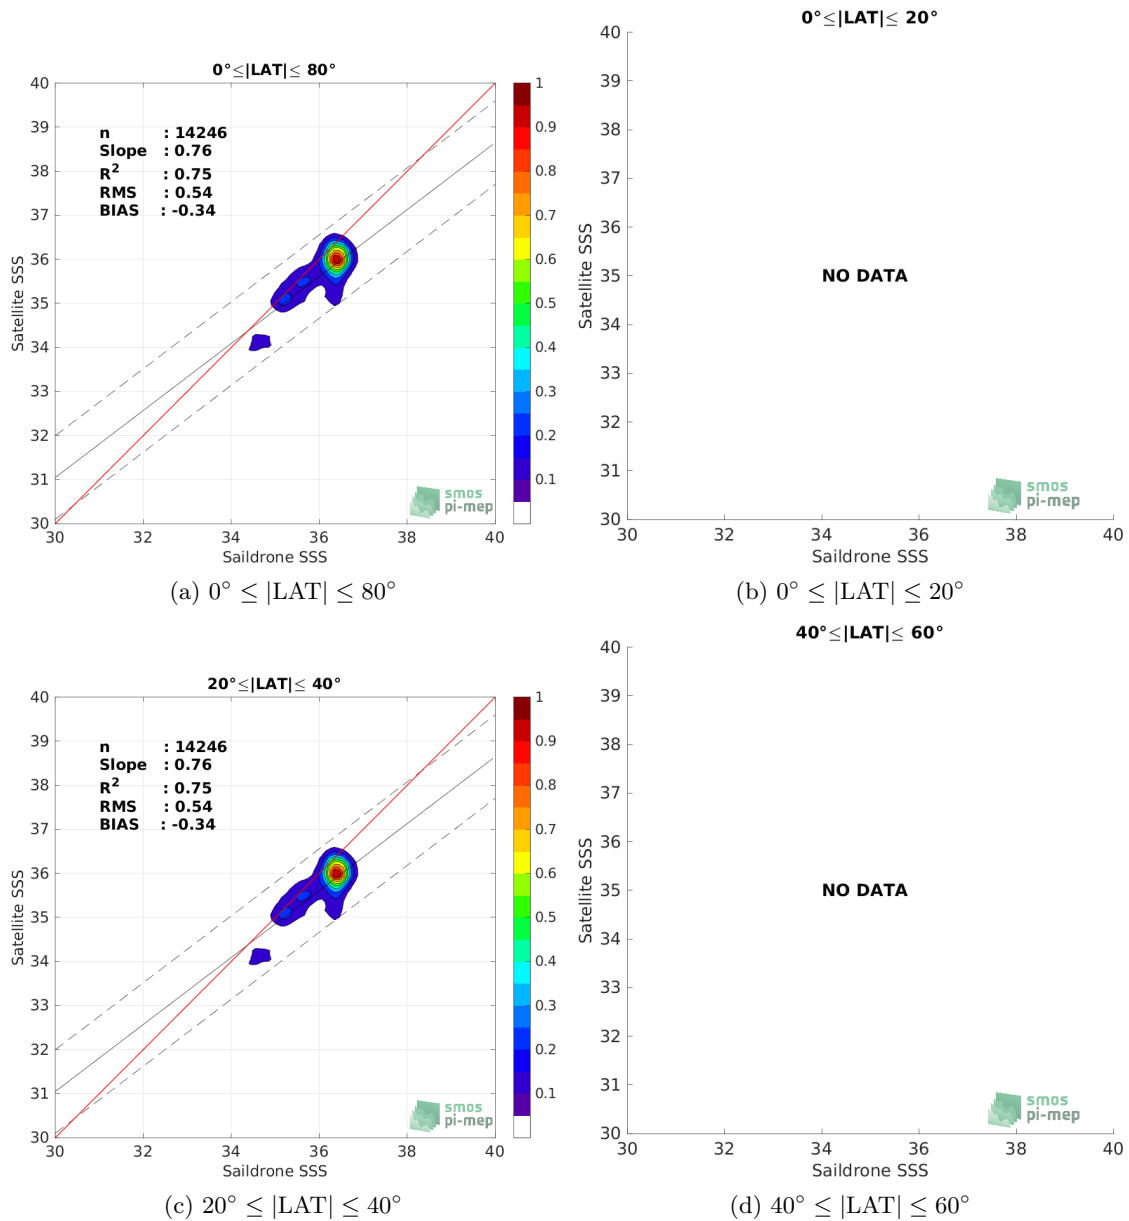 0°≤|LAT|≤ 80°
40
39
38
37
36
35
34
33
32
31
30
Satellite SSS
n : 14246
Slope : 0.76
R² : 0.75
RMS : 0.54
BIAS : -0.34
smos
pi-mep
30 32 34 36 38 40
Saildrone SSS
1
0.9
0.8
0.7
0.6
0.5
0.4
0.3
0.2
0.1
(a) 0° ≤ |LAT| ≤ 80°
0°≤|LAT|≤ 20°
40
39
38
37
36
35
34
33
32
31
30
Satellite SSS
NO DATA
smos
pi-mep
30 32 34 36 38 40
Saildrone SSS
(b) 0° ≤ |LAT| ≤ 20°
20°≤|LAT|≤ 40°
40
39
38
37
36
35
34
33
32
31
30
Satellite SSS
n : 14246
Slope : 0.76
R² : 0.75
RMS : 0.54
BIAS : -0.34
smos
pi-mep
30 32 34 36 38 40
Saildrone SSS
1
0.9
0.8
0.7
0.6
0.5
0.4
0.3
0.2
0.1
(c) 20° ≤ |LAT| ≤ 40°
40°≤|LAT|≤ 60°
40
39
38
37
36
35
34
33
32
31
30
Satellite SSS
NO DATA
smos
pi-mep
30 32 34 36 38 40
Saildrone SSS
(d) 40° ≤ |LAT| ≤ 60°